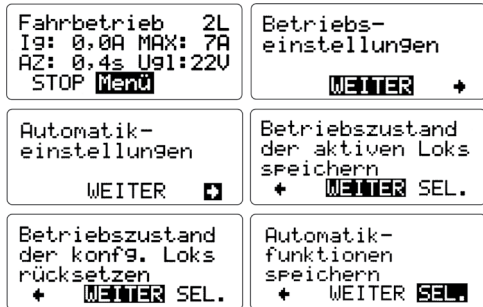 Fahrbetrieb 2L
Ig: 0,0A MAX: 7A
AZ: 0,4s Ugl:22V
STOP Menü
Betriebs-
einstellungen
WEITER →
Automatik-
einstellungen
WEITER →
Betriebszustand
der aktiven Loks
speichern
← WEITER SEL.
Betriebszustand
der konfg. Loks
rücksetzen
← WEITER SEL.
Automatik-
funktionen
speichern
← WEITER SEL.